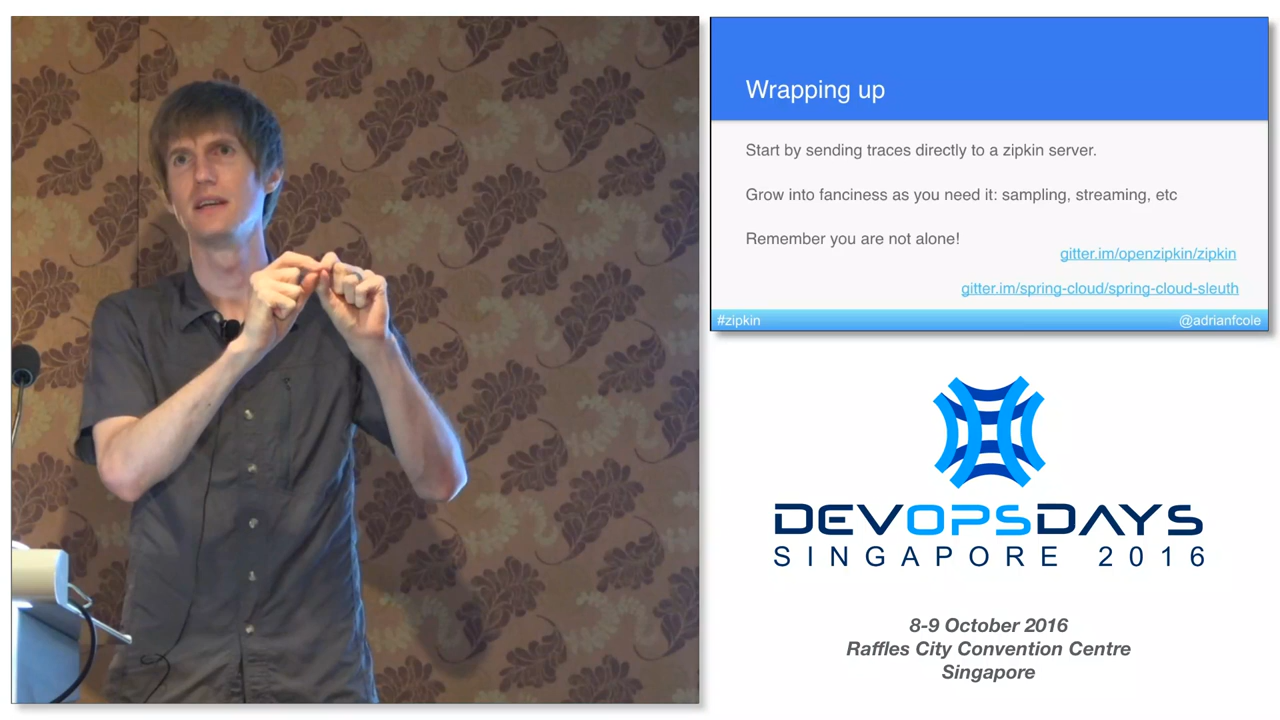 Wrapping up
Start by sending traces directly to a zipkin server.
Grow into fanciness as you need it: sampling, streaming, etc
Remember you are not alone!
gitter.im/openzipkin/zipkin
gitter.im/spring-cloud/spring-cloud-sleuth
#zipkin
@adrianfcole
DEVOPSDAYS
SINGAPORE 2016
8-9 October 2016
Raffles City Convention Centre
Singapore